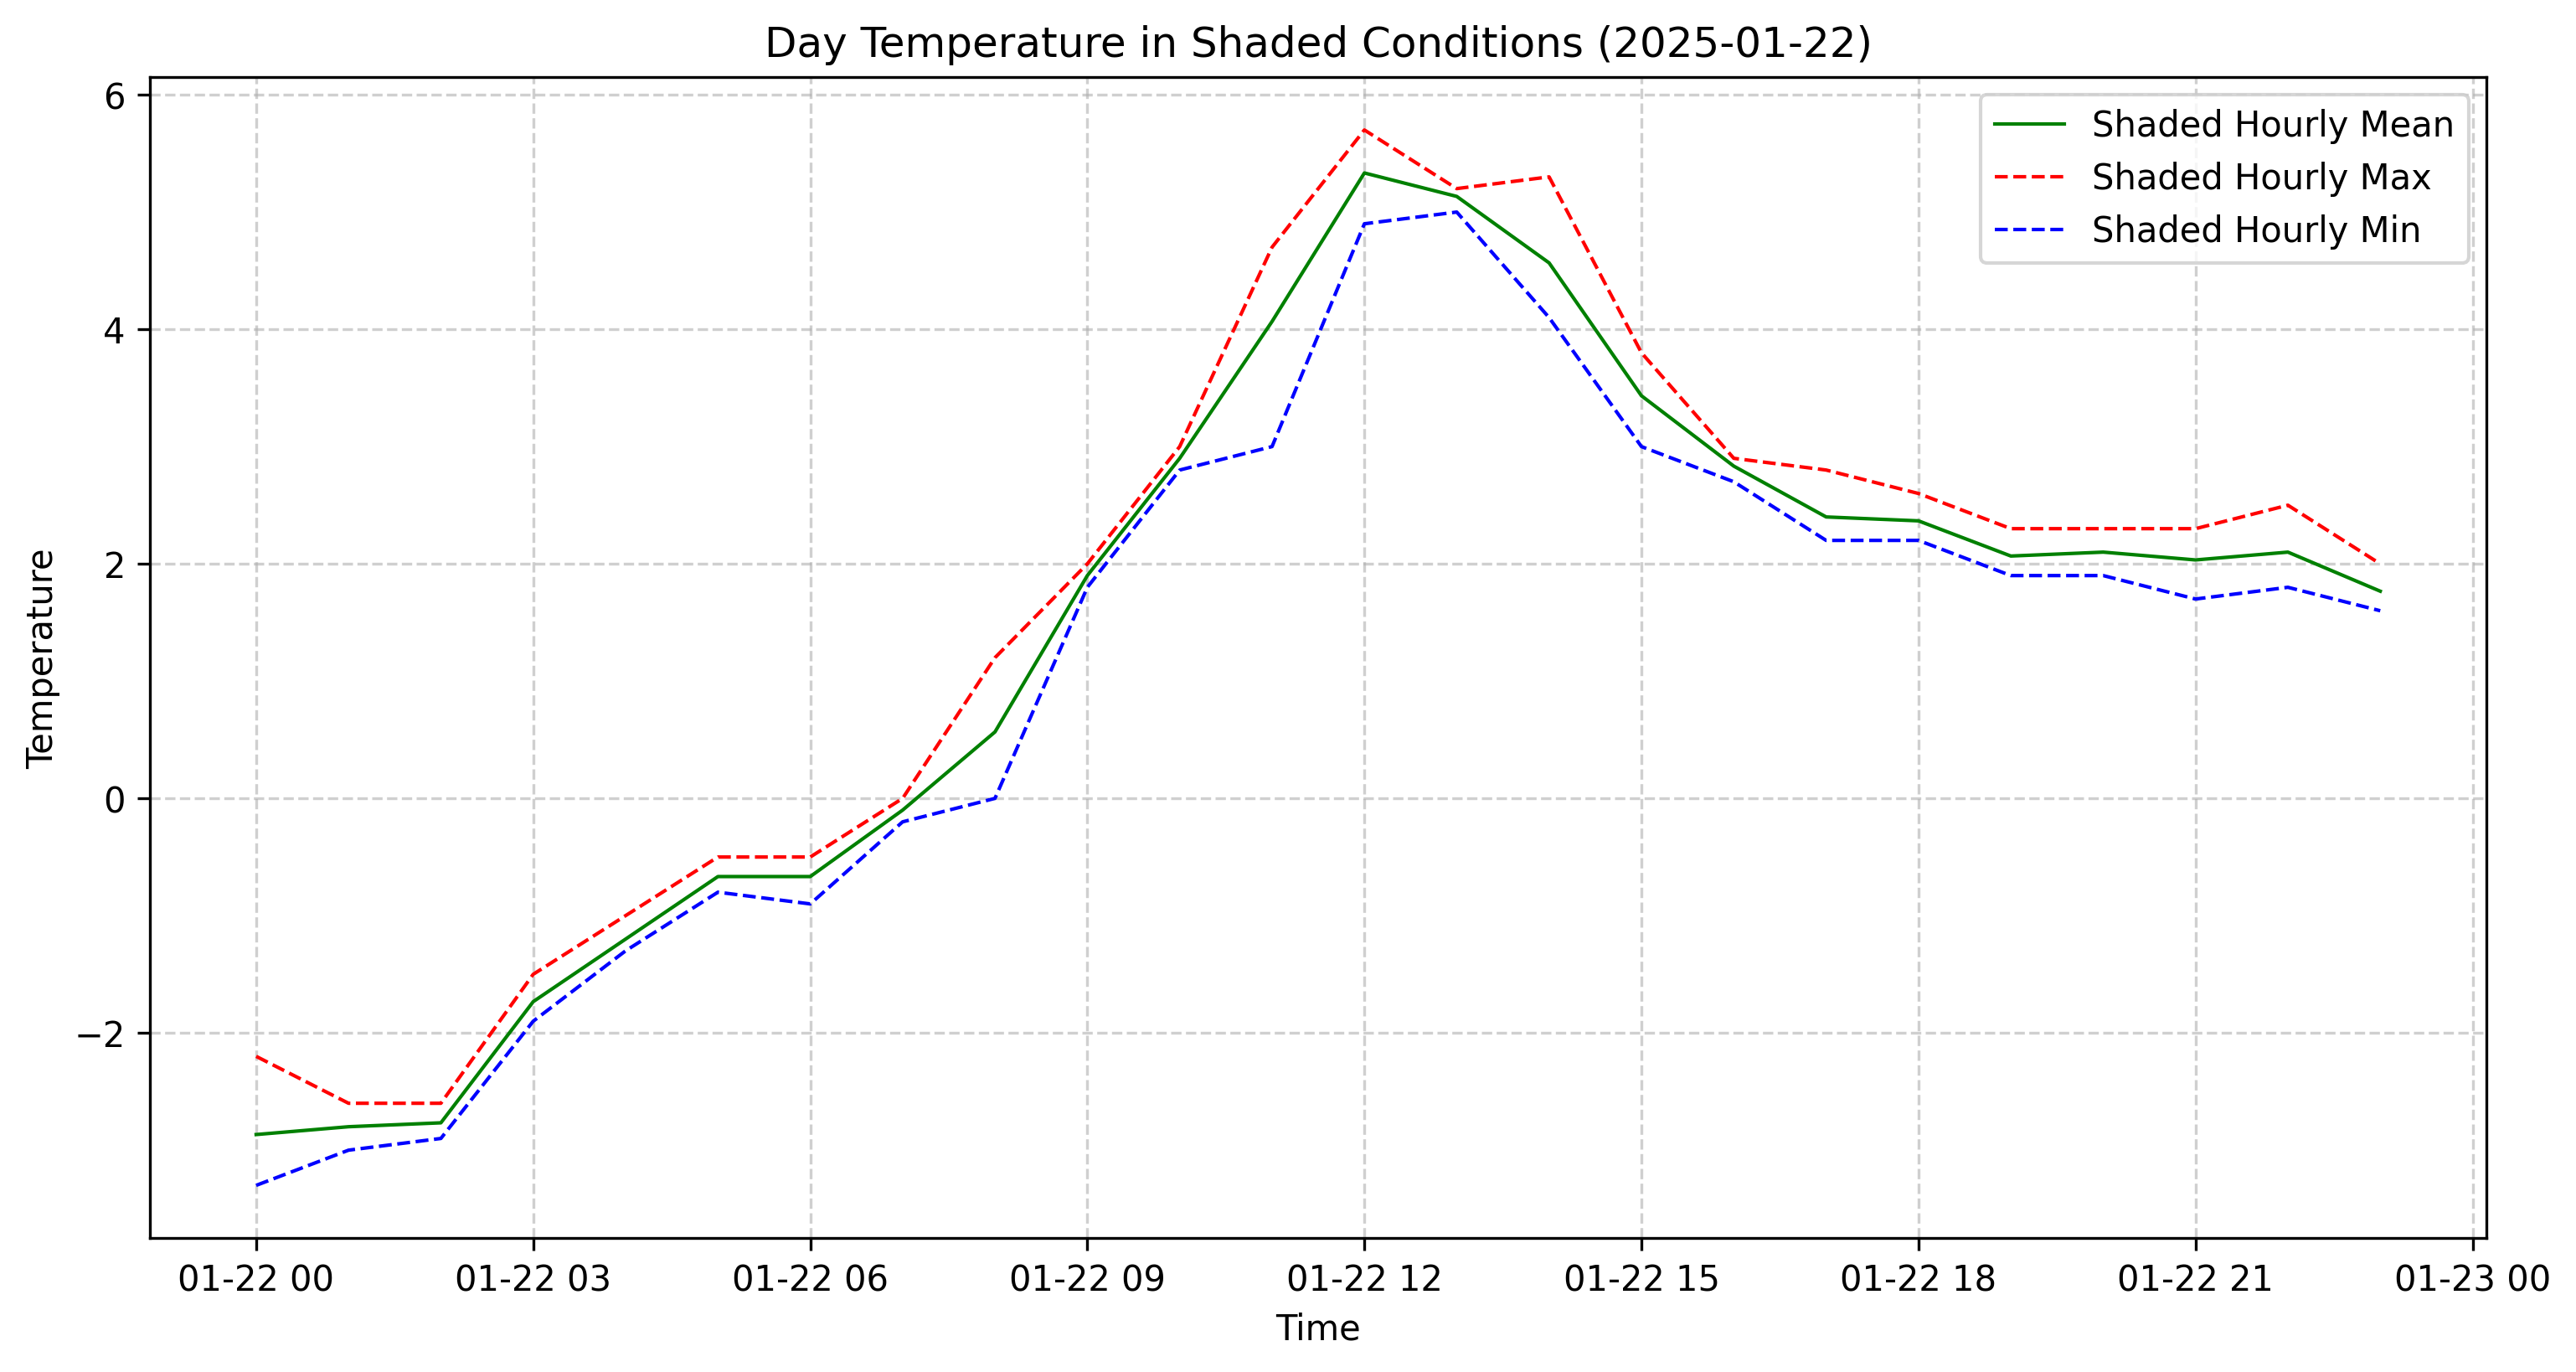 Day Temperature in Shaded Conditions (2025-01-22)
Shaded Hourly Mean
Shaded Hourly Max
Shaded Hourly Min
Temperature
6
4
2
0
−2
01-22 00 01-22 03 01-22 06 01-22 09 01-22 12 01-22 15 01-22 18 01-22 21 01-23 00
Time